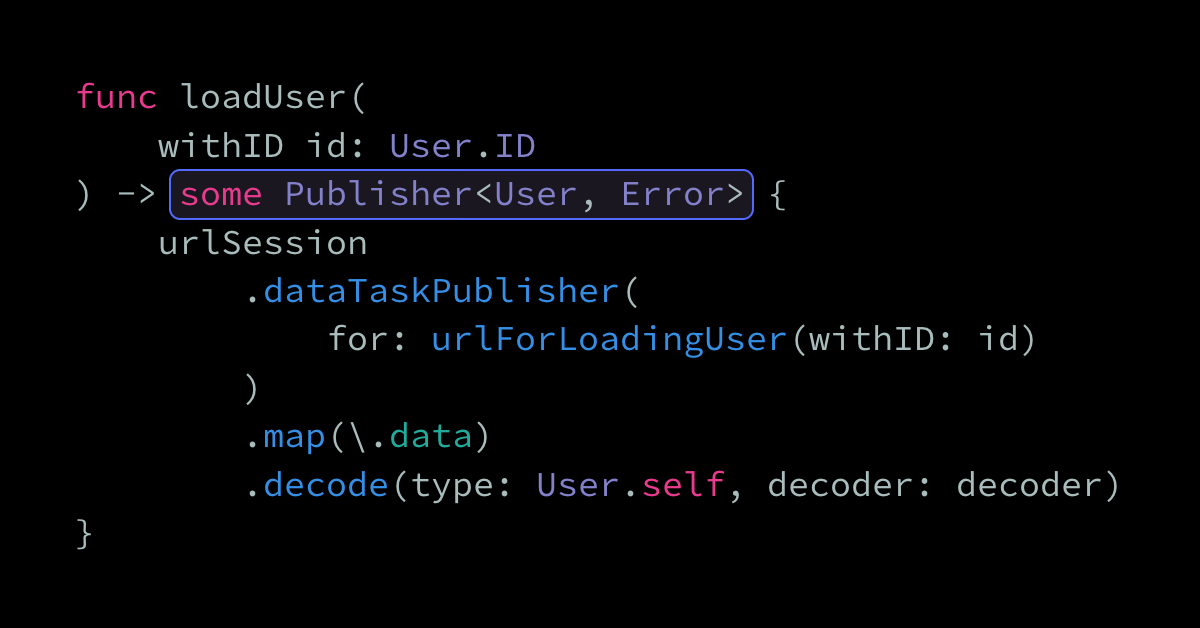 func loadUser(
    withID id: User.ID
) -> some Publisher<User, Error> {
    urlSession
        .dataTaskPublisher(
            for: urlForLoadingUser(withID: id)
        )
        .map(\.data)
        .decode(type: User.self, decoder: decoder)
}